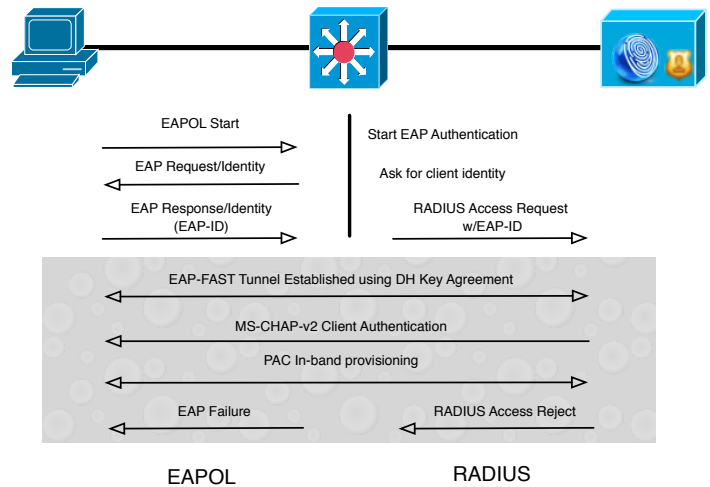 EAPOL Start
Start EAP Authentication
EAP Request/Identity
Ask for client identity
EAP Response/Identity
(EAP-ID)
RADIUS Access Request
w/EAP-ID
EAP-FAST Tunnel Established using DH Key Agreement
MS-CHAP-v2 Client Authentication
PAC In-band provisioning
EAP Failure
RADIUS Access Reject
EAPOL
RADIUS